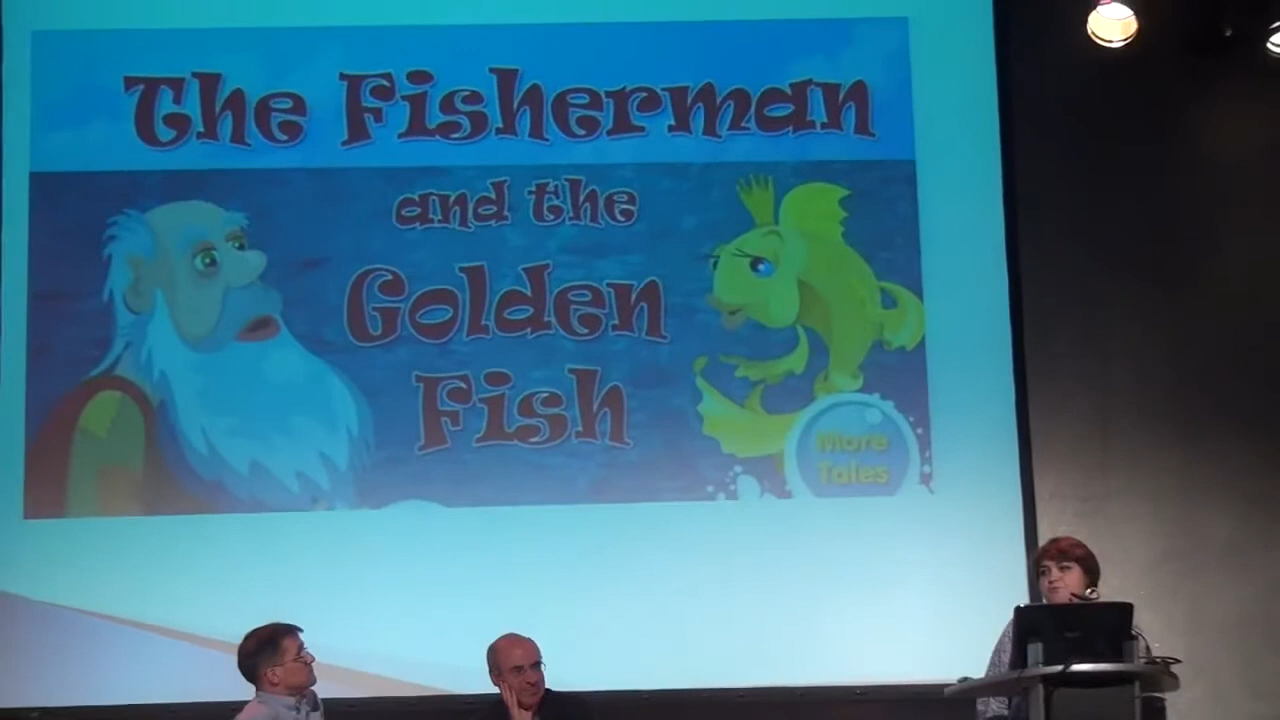 The Fisherman
and the
Golden
Fish
More
Tales